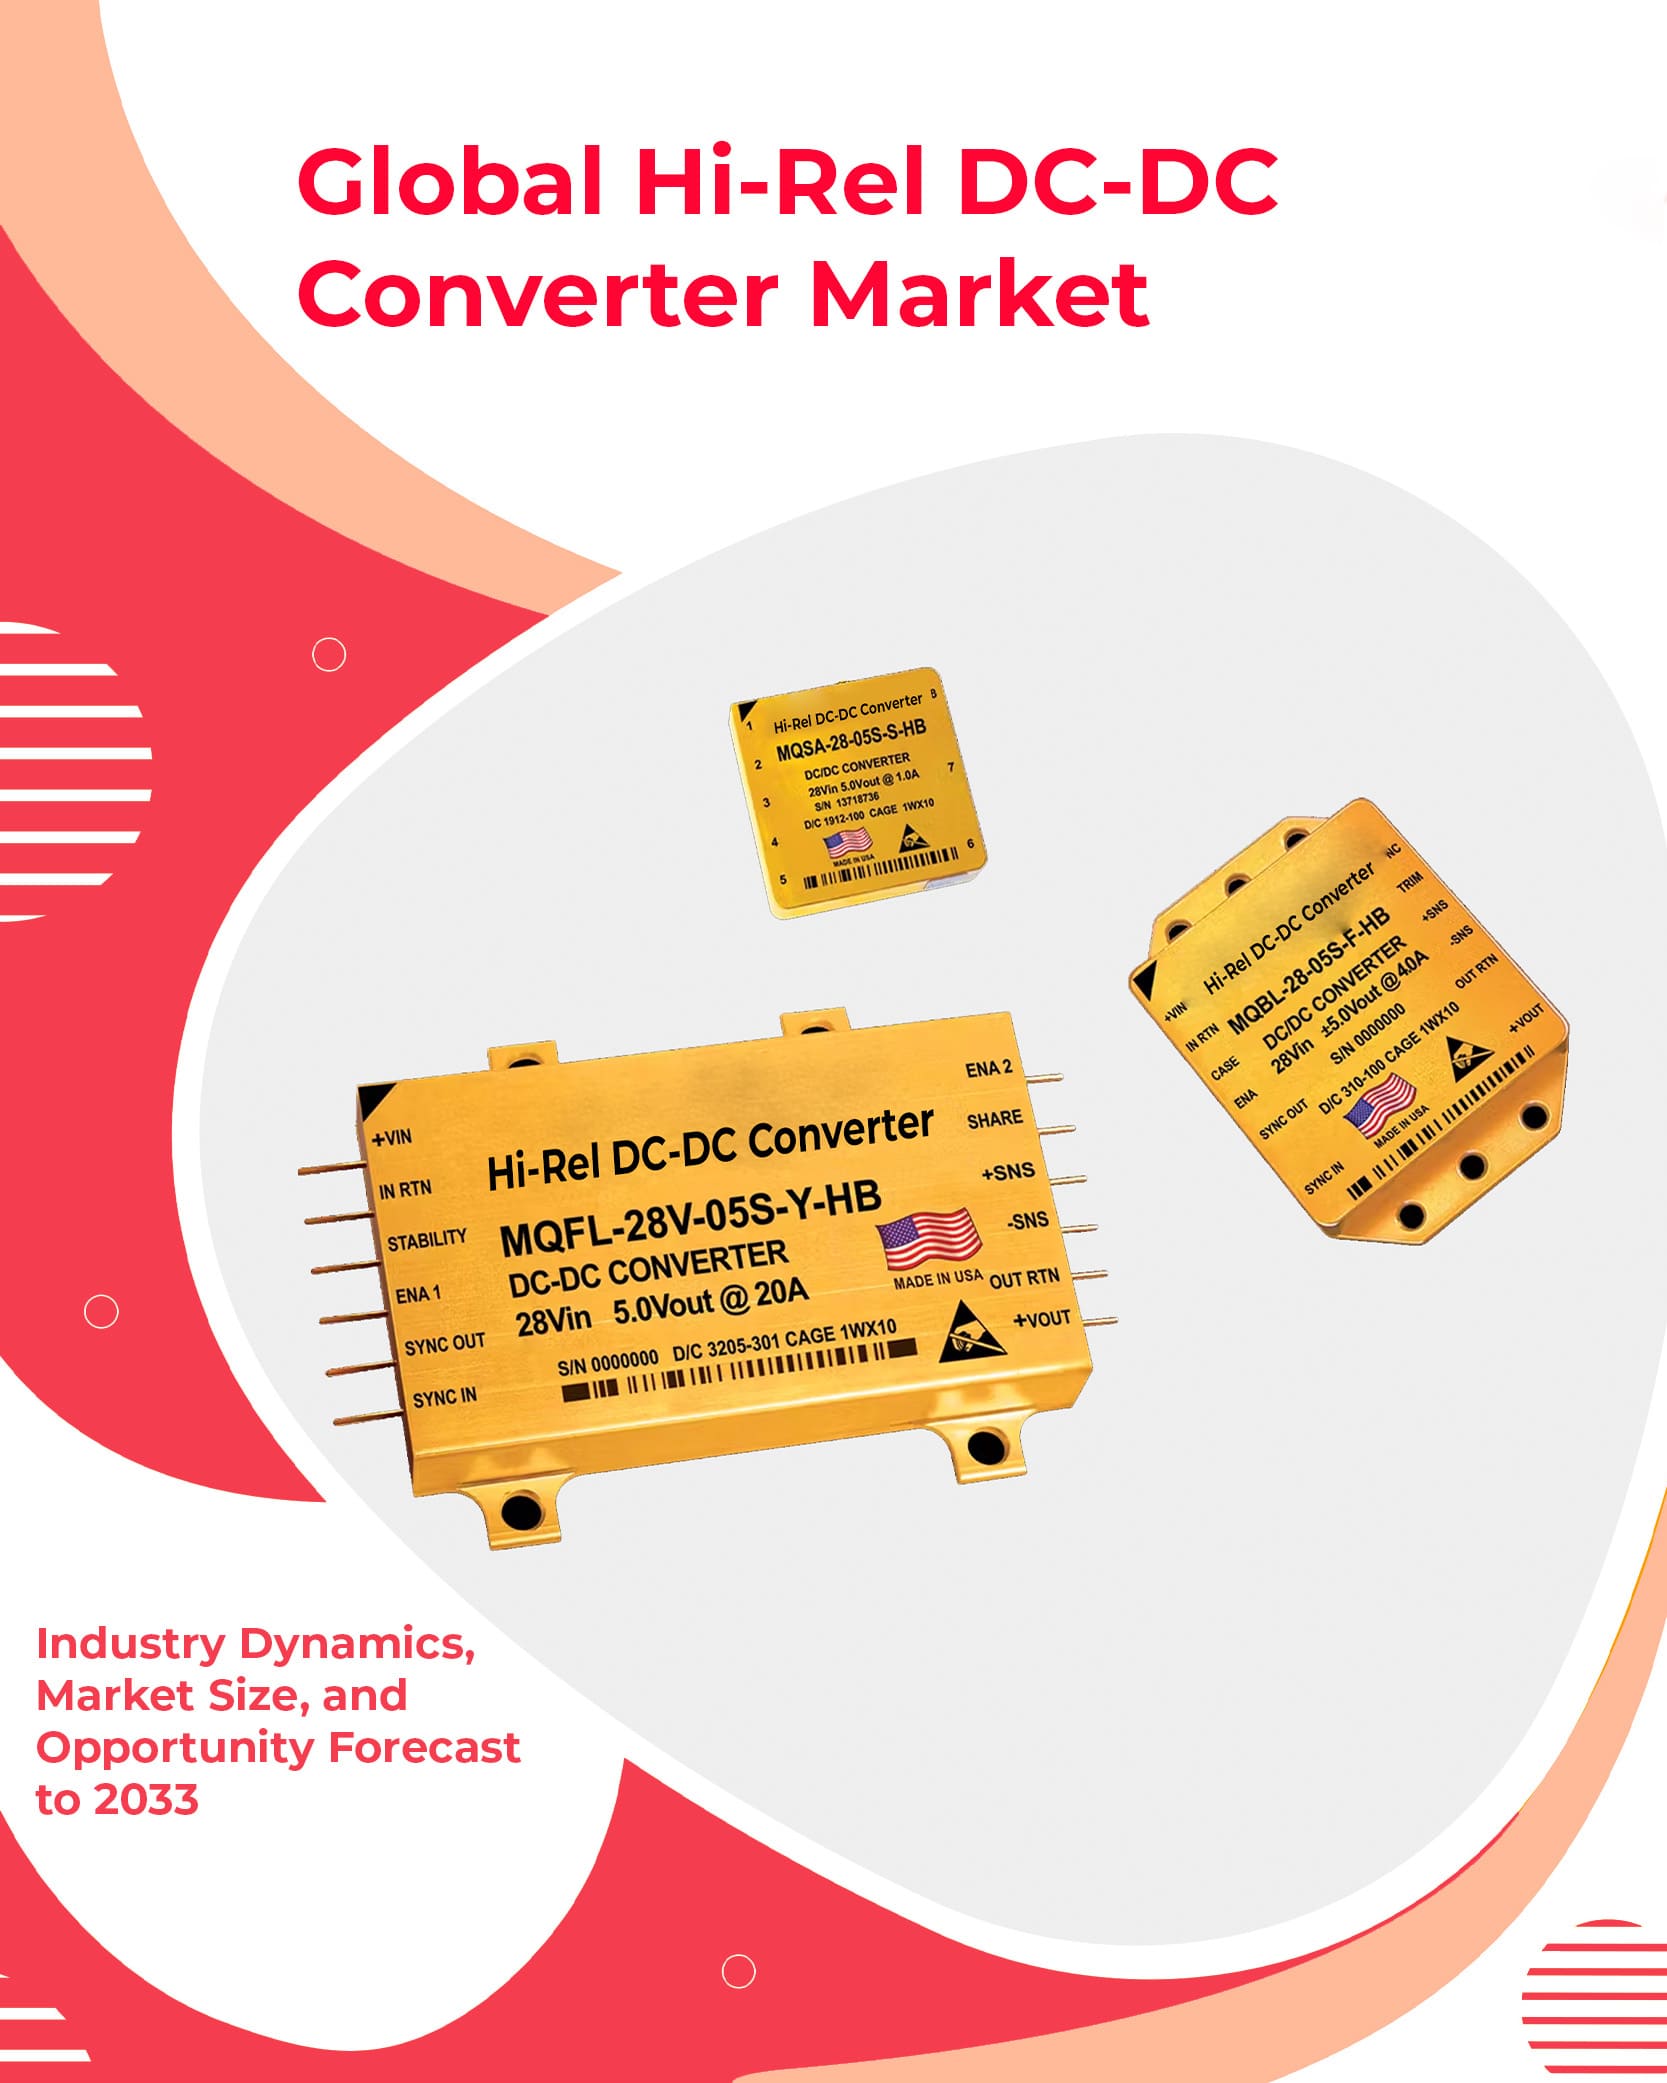 Global Hi-Rel DC-DC
Converter Market
1
Hi-Rel DC-DC Converter
8
MQSA-28-05S-S-HB
2
DC/DC CONVERTER
7
28Vin 5.0Vout @ 1.0A
3
S/N 13718736
D/C 1912-100 CAGE 1WX10
4
MADE IN USA
6
5
NC
TRIM
+SNS
-SNS
OUT RTN
+VOUT
Hi-Rel DC-DC Converter
MQBL-28-05S-F-HB
DC/DC CONVERTER
28Vin ±5.0Vout @4.0A
S/N 0000000
D/C 310-100 CAGE 1WX10
MADE IN USA
+VIN
IN RTN
CASE
ENA
SYNC OUT
SYNC IN
+VIN
IN RTN
STABILITY
ENA 1
SYNC OUT
SYNC IN
Hi-Rel DC-DC Converter
MQFL-28V-05S-Y-HB
DC-DC CONVERTER
28Vin 5.0Vout @ 20A
S/N 0000000 D/C 3205-301 CAGE 1WX10
MADE IN USA
ENA 2
SHARE
+SNS
-SNS
OUT RTN
+VOUT
Industry Dynamics,
Market Size, and
Opportunity Forecast
to 2033